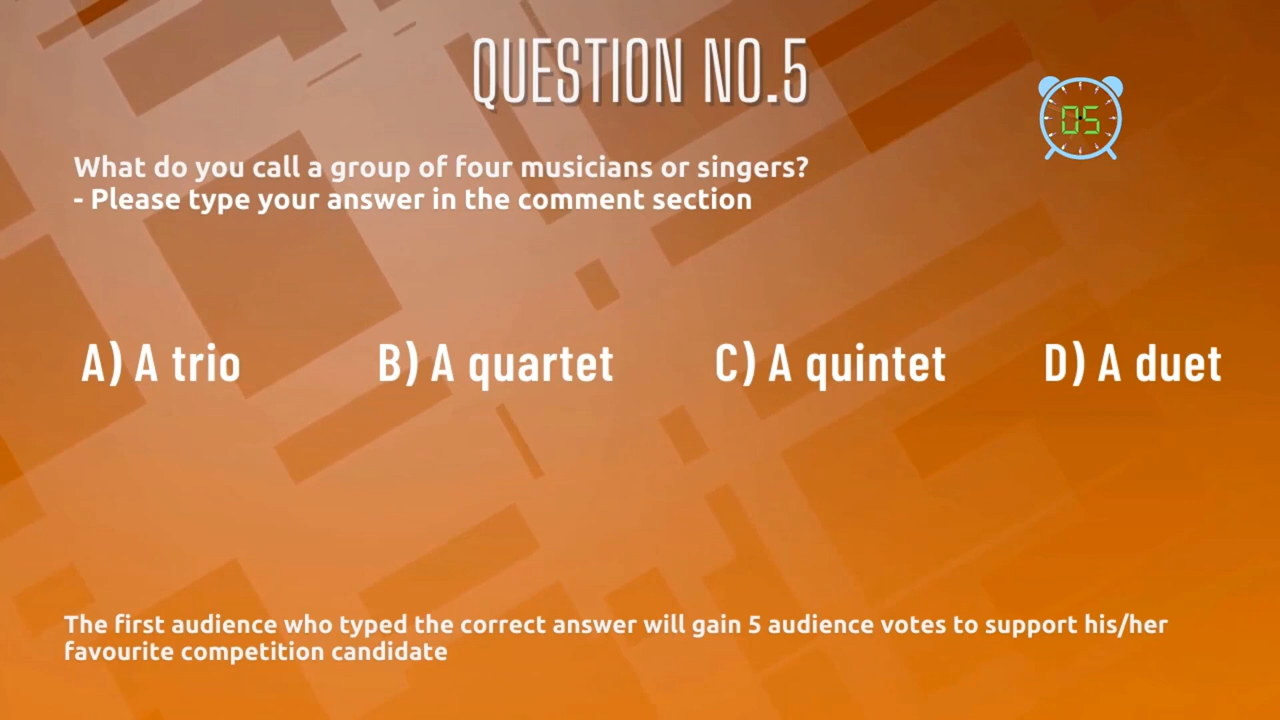 QUESTION NO.5
05
What do you call a group of four musicians or singers?
- Please type your answer in the comment section
A) A trio B) A quartet C) A quintet D) A duet
The first audience who typed the correct answer will gain 5 audience votes to support his/her
favourite competition candidate